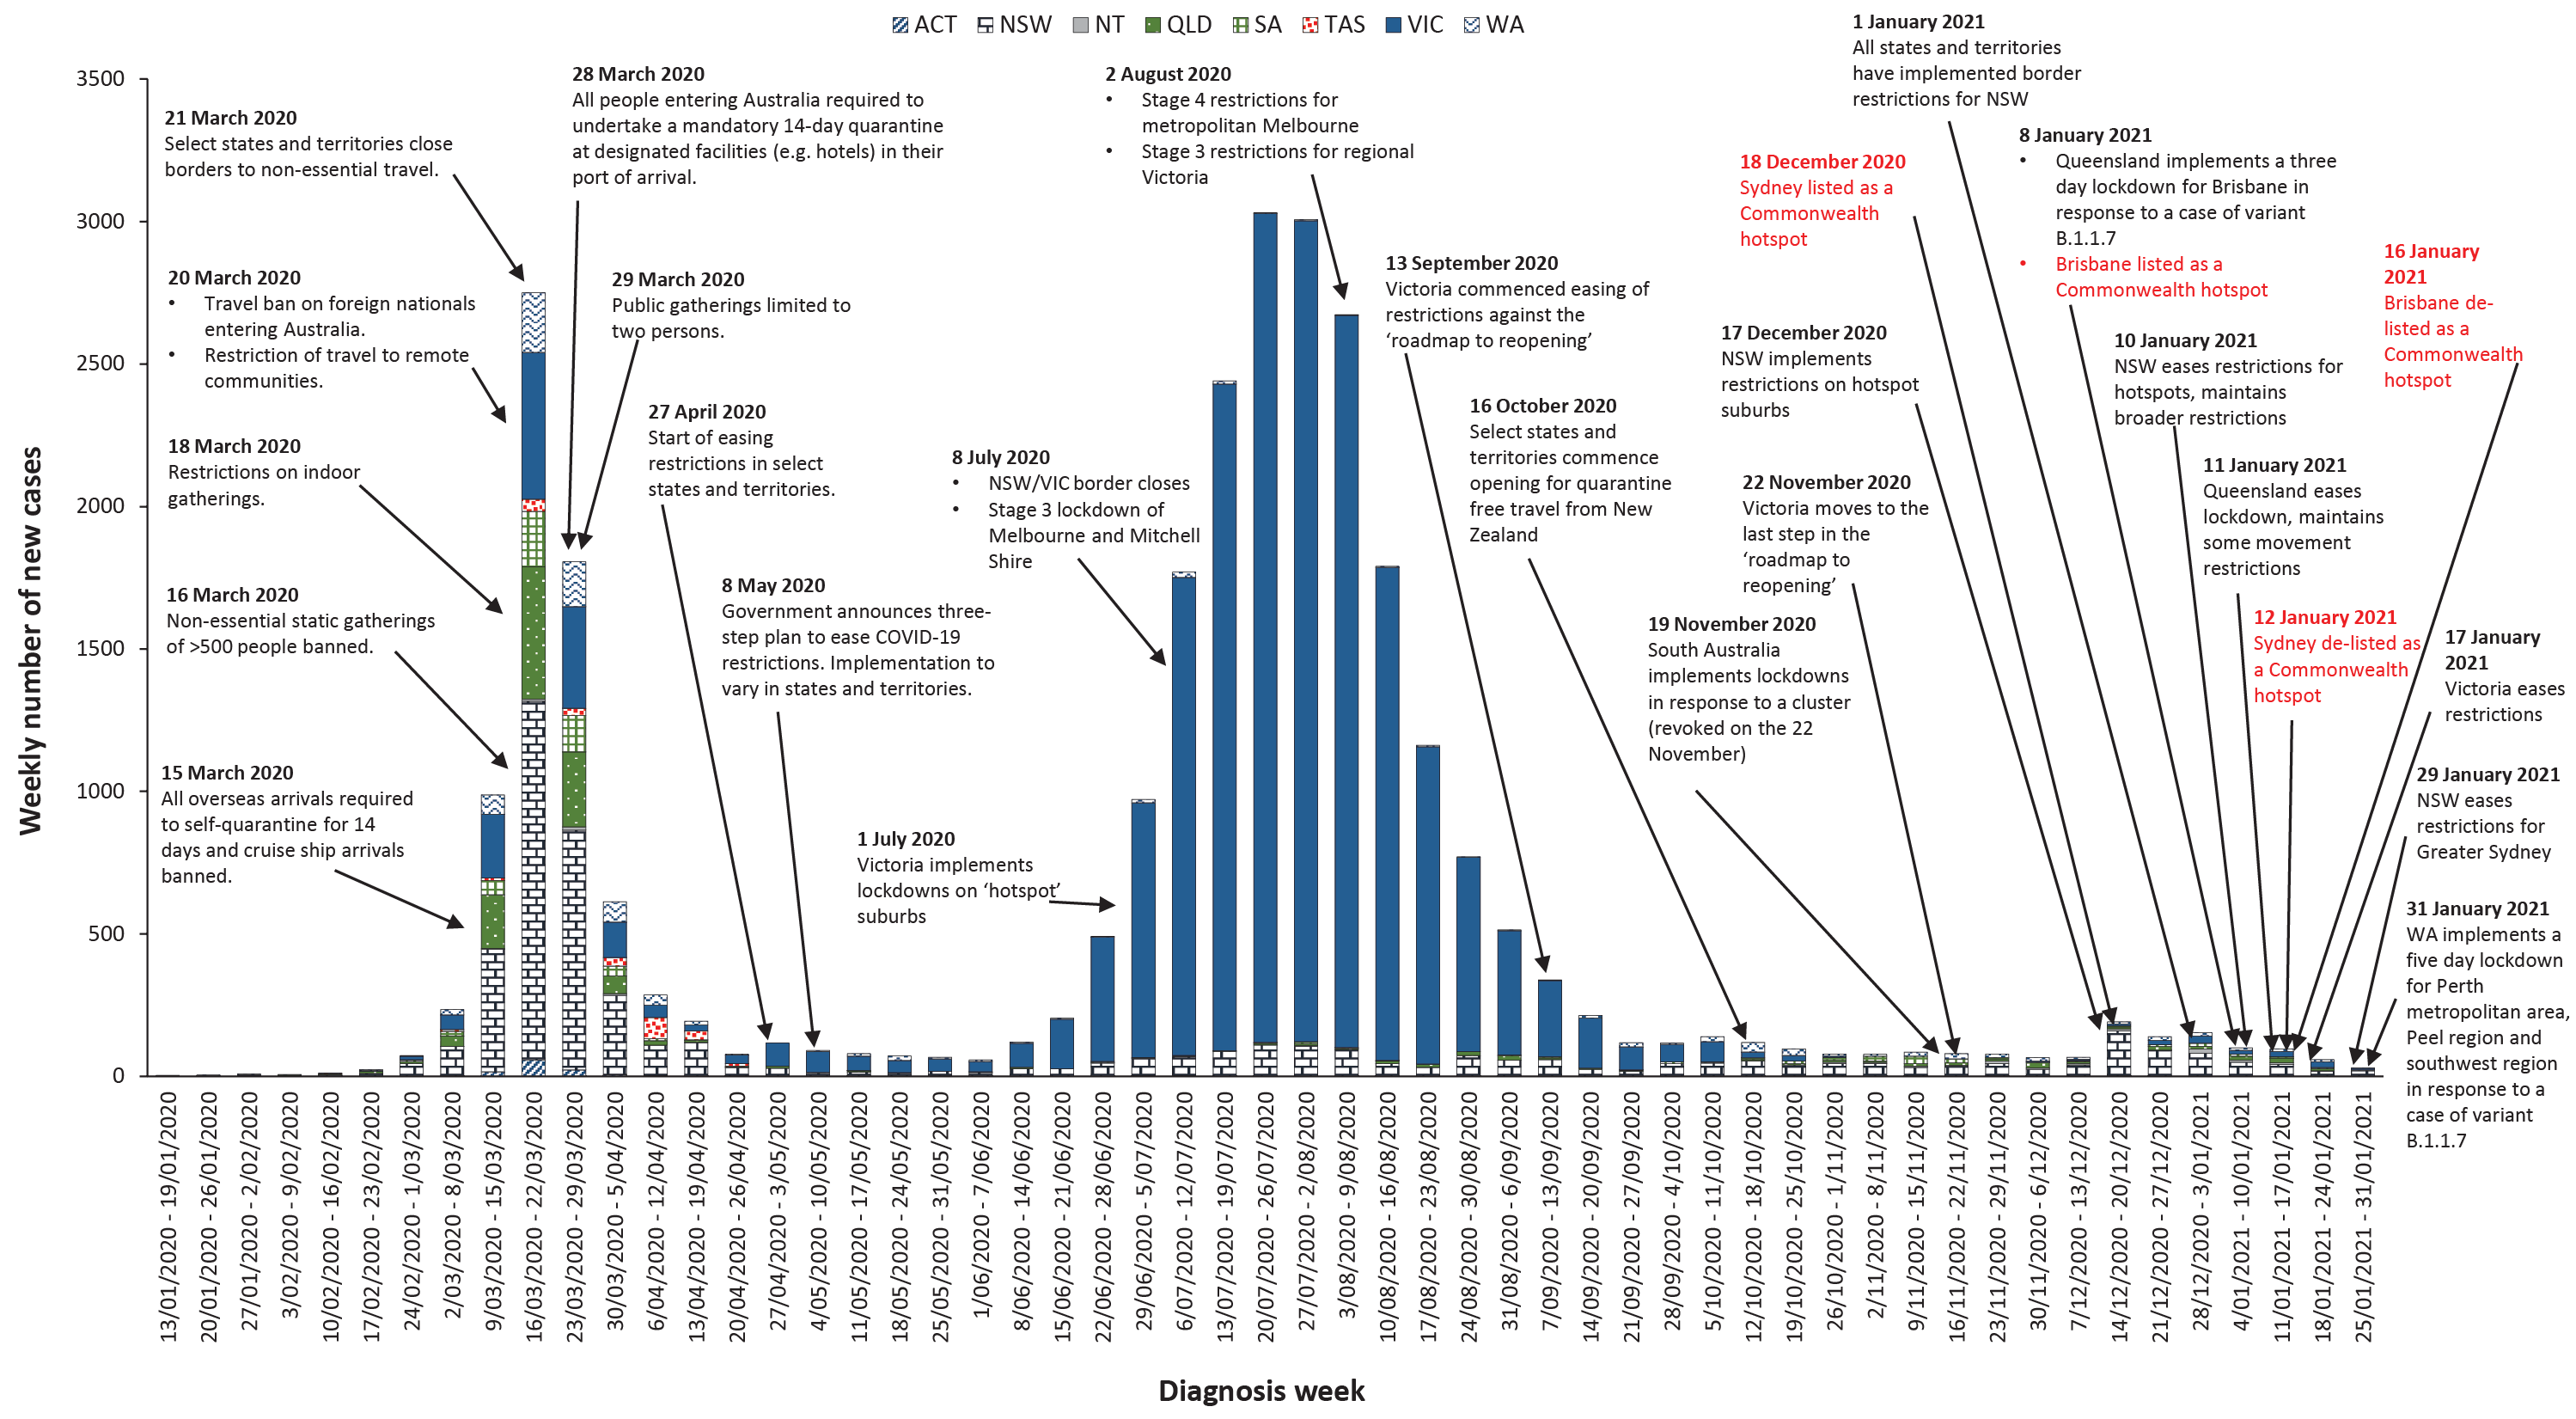 ACT NSW NT QLD SA TAS VIC WA
Weekly number of new cases
3500
3000
2500
2000
1500
1000
500
0
21 March 2020
Select states and territories close
borders to non-essential travel.
20 March 2020
• Travel ban on foreign nationals
entering Australia.
• Restriction of travel to remote
communities.
18 March 2020
Restrictions on indoor
gatherings.
16 March 2020
Non-essential static gatherings
of >500 people banned.
15 March 2020
All overseas arrivals required
to self-quarantine for 14
days and cruise ship arrivals
banned.
28 March 2020
All people entering Australia required to
undertake a mandatory 14-day quarantine
at designated facilities (e.g. hotels) in their
port of arrival.
29 March 2020
Public gatherings limited to
two persons.
27 April 2020
Start of easing
restrictions in select
states and territories.
8 May 2020
Government announces three-
step plan to ease COVID-19
restrictions. Implementation to
vary in states and territories.
1 July 2020
Victoria implements
lockdowns on ‘hotspot’
suburbs
8 July 2020
• NSW/VIC border closes
• Stage 3 lockdown of
Melbourne and Mitchell
Shire
2 August 2020
• Stage 4 restrictions for
metropolitan Melbourne
• Stage 3 restrictions for regional
Victoria
13 September 2020
Victoria commenced easing of
restrictions against the
‘roadmap to reopening’
16 October 2020
Select states and
territories commence
opening for quarantine
free travel from New
Zealand
19 November 2020
South Australia
implements lockdowns
in response to a cluster
(revoked on the 22
November)
22 November 2020
Victoria moves to the
last step in the
‘roadmap to
reopening’
17 December 2020
NSW implements
restrictions on hotspot
suburbs
18 December 2020
Sydney listed as a
Commonwealth
hotspot
1 January 2021
All states and territories
have implemented border
restrictions for NSW
8 January 2021
• Queensland implements a three
day lockdown for Brisbane in
response to a case of variant
B.1.1.7
• Brisbane listed as a
Commonwealth hotspot
10 January 2021
NSW eases restrictions for
hotspots, maintains
broader restrictions
11 January 2021
Queensland eases
lockdown, maintains
some movement
restrictions
12 January 2021
Sydney de-listed as
a Commonwealth
hotspot
16 January
2021
Brisbane de-
listed as a
Commonwealth
hotspot
17 January
2021
Victoria eases
restrictions
29 January 2021
NSW eases
restrictions for
Greater Sydney
31 January 2021
WA implements a
five day lockdown
for Perth
metropolitan area,
Peel region and
southwest region
in response to a
case of variant
B.1.1.7
13/01/2020 - 19/01/2020
20/01/2020 - 26/01/2020
27/01/2020 - 2/02/2020
3/02/2020 - 9/02/2020
10/02/2020 - 16/02/2020
17/02/2020 - 23/02/2020
24/02/2020 - 1/03/2020
2/03/2020 - 8/03/2020
9/03/2020 - 15/03/2020
16/03/2020 - 22/03/2020
23/03/2020 - 29/03/2020
30/03/2020 - 5/04/2020
6/04/2020 - 12/04/2020
13/04/2020 - 19/04/2020
20/04/2020 - 26/04/2020
27/04/2020 - 3/05/2020
4/05/2020 - 10/05/2020
11/05/2020 - 17/05/2020
18/05/2020 - 24/05/2020
25/05/2020 - 31/05/2020
1/06/2020 - 7/06/2020
8/06/2020 - 14/06/2020
15/06/2020 - 21/06/2020
22/06/2020 - 28/06/2020
29/06/2020 - 5/07/2020
6/07/2020 - 12/07/2020
13/07/2020 - 19/07/2020
20/07/2020 - 26/07/2020
27/07/2020 - 2/08/2020
3/08/2020 - 9/08/2020
10/08/2020 - 16/08/2020
17/08/2020 - 23/08/2020
24/08/2020 - 30/08/2020
31/08/2020 - 6/09/2020
7/09/2020 - 13/09/2020
14/09/2020 - 20/09/2020
21/09/2020 - 27/09/2020
28/09/2020 - 4/10/2020
5/10/2020 - 11/10/2020
12/10/2020 - 18/10/2020
19/10/2020 - 25/10/2020
26/10/2020 - 1/11/2020
2/11/2020 - 8/11/2020
9/11/2020 - 15/11/2020
16/11/2020 - 22/11/2020
23/11/2020 - 29/11/2020
30/11/2020 - 6/12/2020
7/12/2020 - 13/12/2020
14/12/2020 - 20/12/2020
21/12/2020 - 27/12/2020
28/12/2020 - 3/01/2021
4/01/2021 - 10/01/2021
11/01/2021 - 17/01/2021
18/01/2021 - 24/01/2021
25/01/2021 - 31/01/2021
Diagnosis week